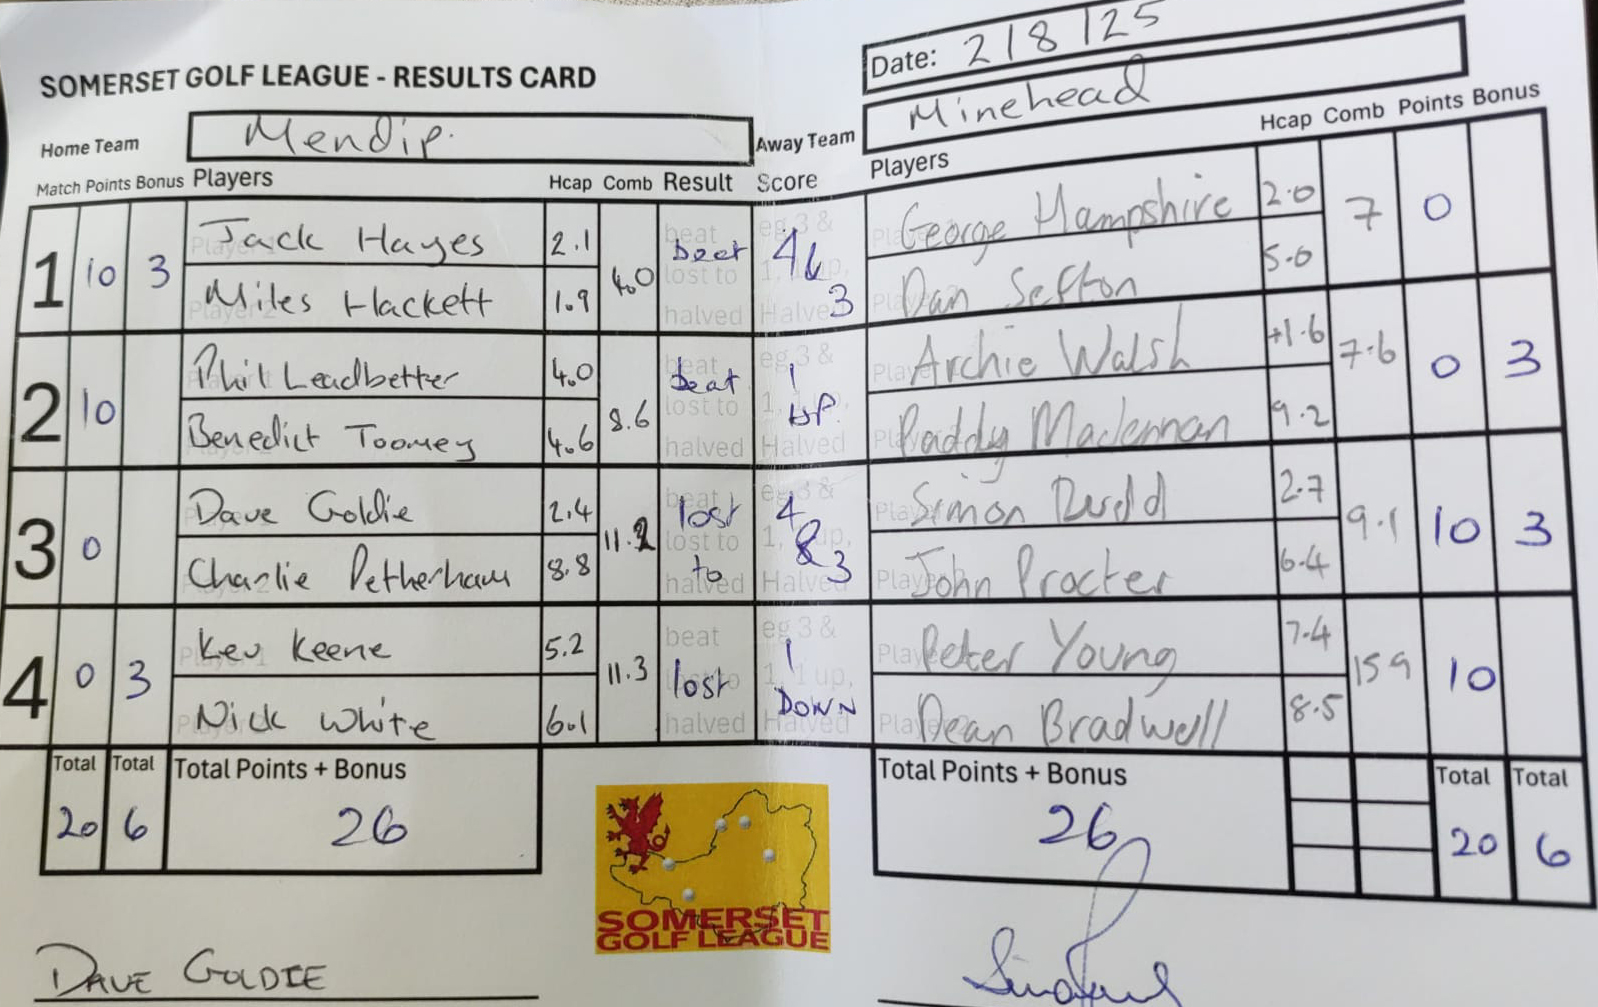 SOMERSET GOLF LEAGUE - RESULTS CARD
Date: 2/8/25
Home Team Mendip. Away Team Minehead
Match Points Bonus Players Hcap Comb Result Score Players Hcap Comb Points Bonus
1 10 3 Jack Hayes 2.1 4.0 beat 4 & 3 George Hampshire 2.0 7 0
Miles Hackett 1.9 Dan Sefton 5.0
2 10 Phil Leadbetter 4.0 8.6 beat 1 UP. Archie Walsh +1.6 7.6 0 3
Benedict Toomey 4.6 Paddy Maclennan 9.2
3 0 Dave Goldie 2.4 11.2 lost to 4 & 3 Simon Rudd 2.7 9.1 10 3
Charlie Petherham 8.8 John Procter 6.4
4 0 3 Kev Keene 5.2 11.3 lost 1 DOWN Peter Young 7.4 15.9 10
Nick White 6.1 Dean Bradwell 8.5
Total Total Total Points + Bonus Total Points + Bonus Total Total
20 6 26 26 20 6
SOMERSET
GOLF LEAGUE
DAVE GOLDIE